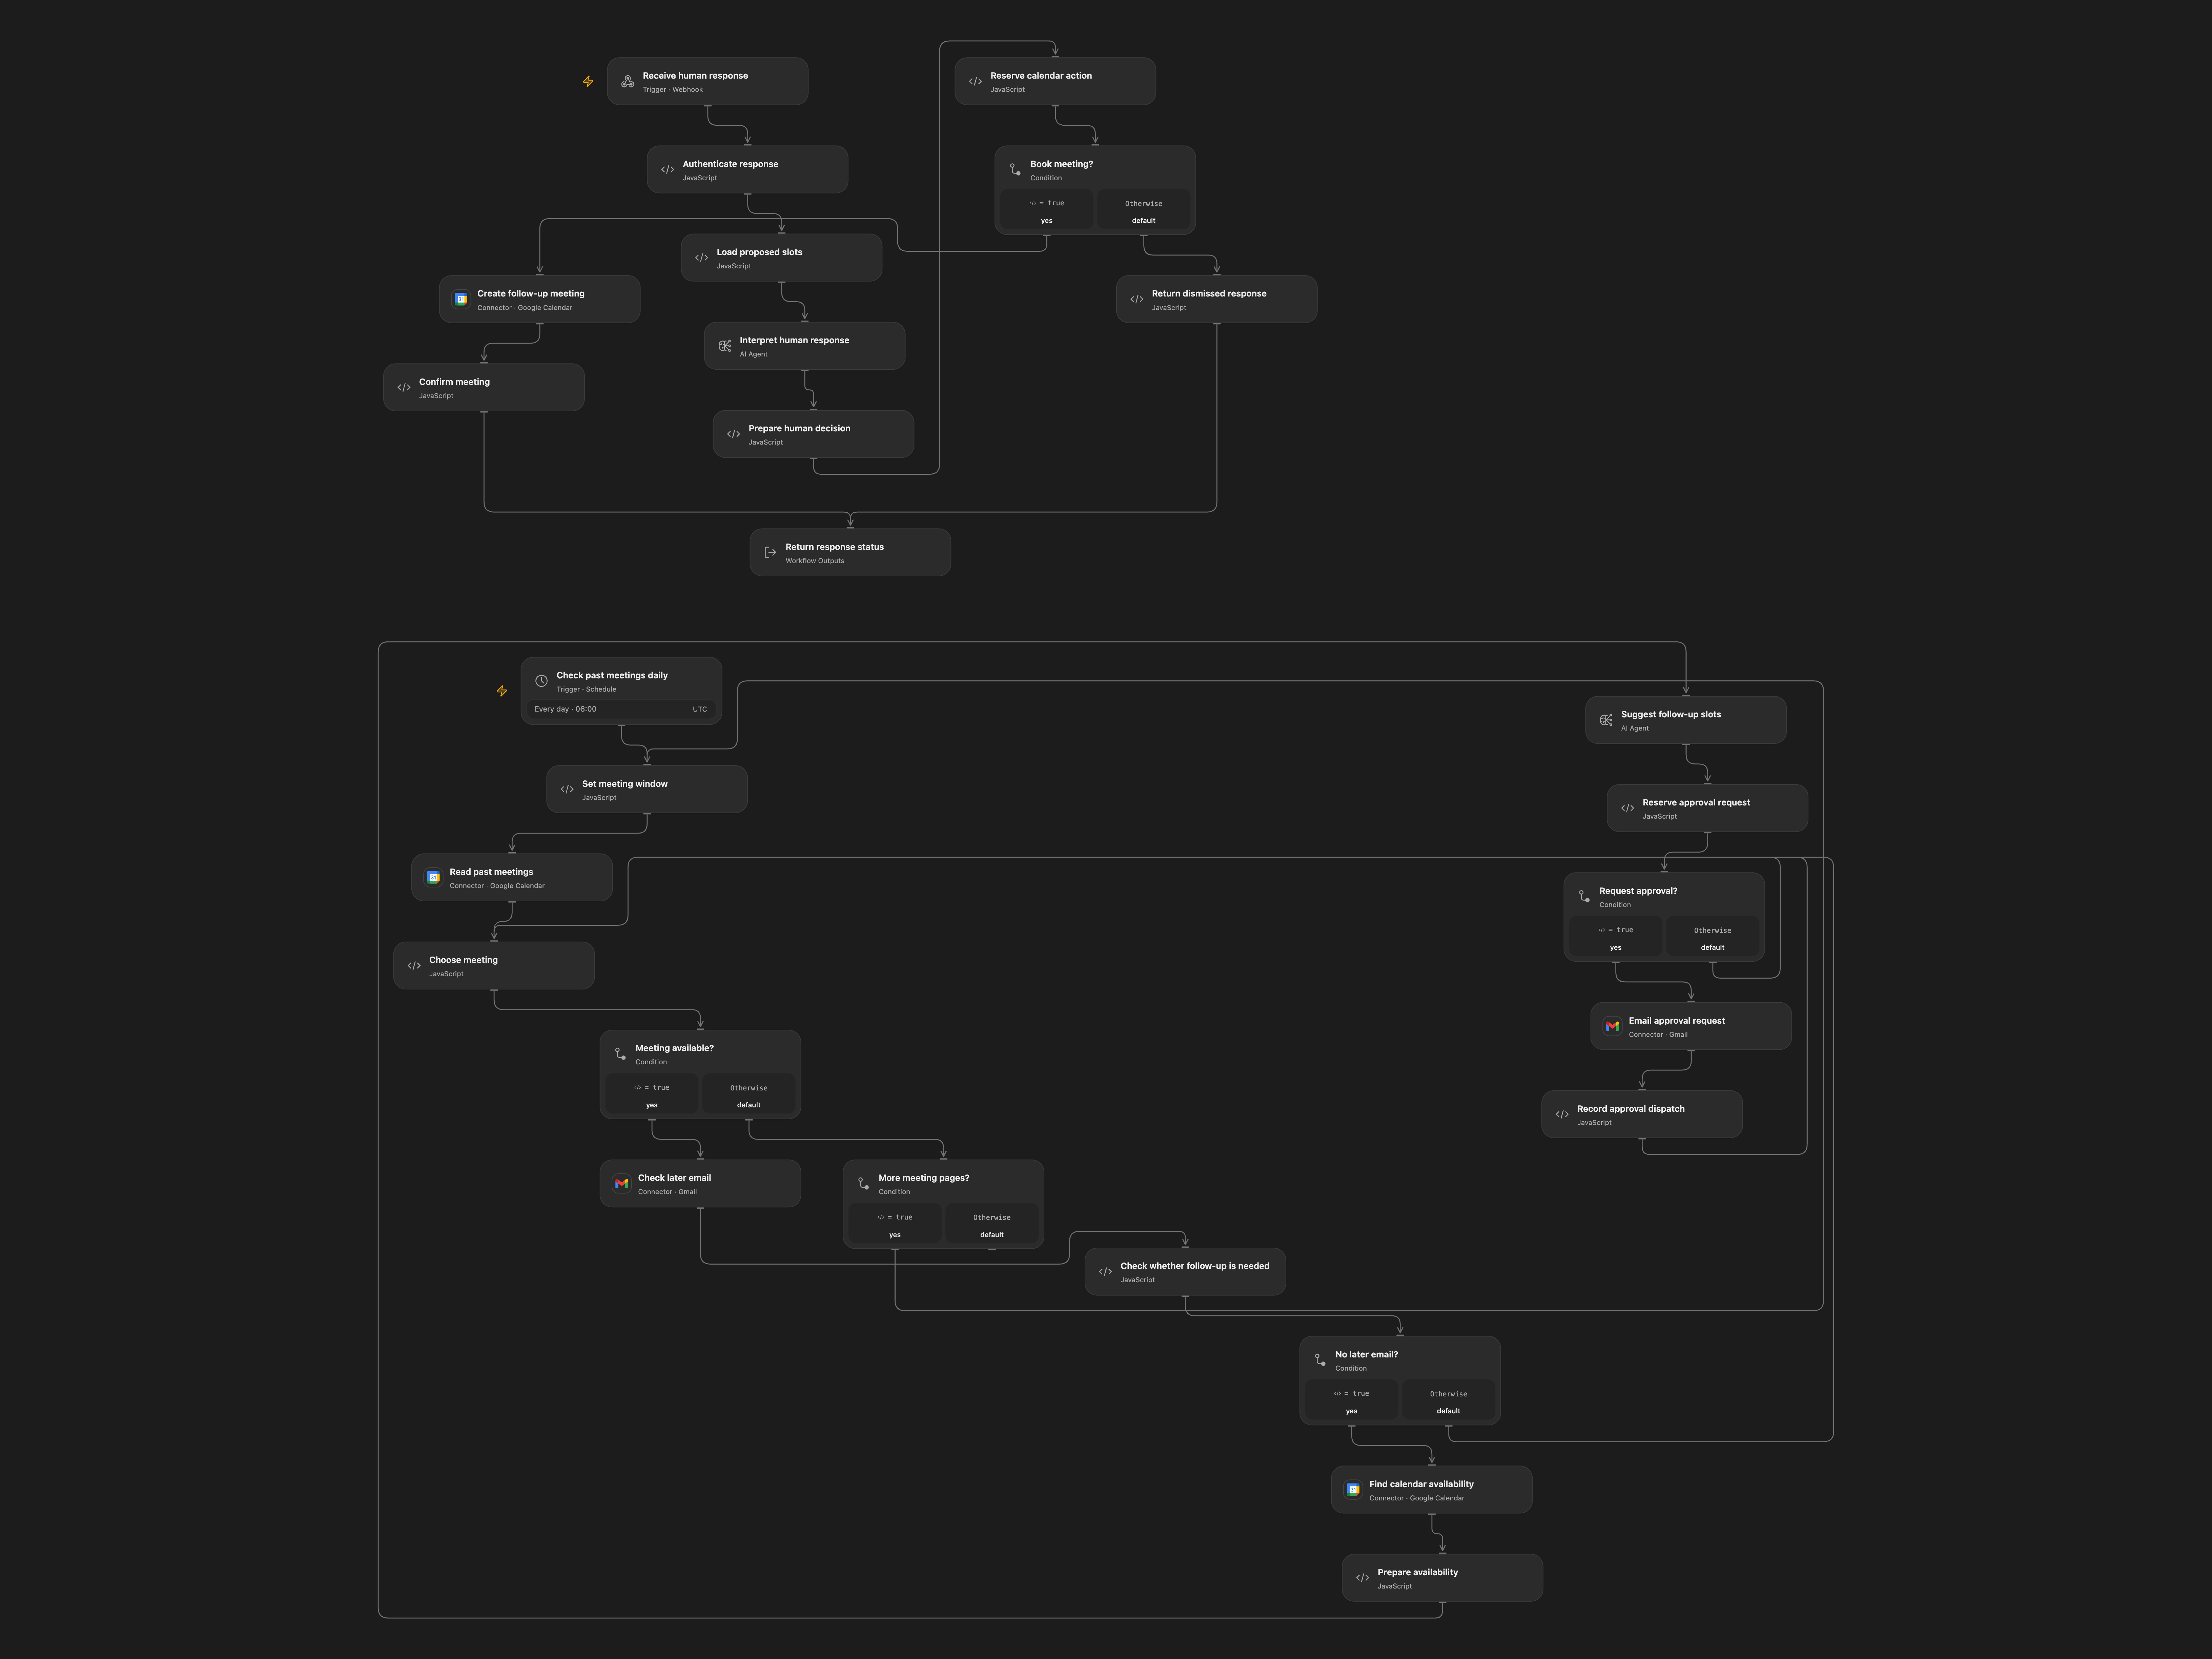 Receive human response
Trigger · Webhook
Authenticate response
JavaScript
Load proposed slots
JavaScript
Interpret human response
AI Agent
Prepare human decision
JavaScript
Reserve calendar action
JavaScript
Book meeting?
Condition
</> = true
yes
Otherwise
default
Create follow-up meeting
Connector · Google Calendar
Confirm meeting
JavaScript
Return dismissed response
JavaScript
Return response status
Workflow Outputs
Check past meetings daily
Trigger · Schedule
Every day · 06:00
UTC
Set meeting window
JavaScript
Read past meetings
Connector · Google Calendar
Choose meeting
JavaScript
Meeting available?
Condition
</> = true
yes
Otherwise
default
Check later email
Connector · Gmail
More meeting pages?
Condition
</> = true
yes
Otherwise
default
Check whether follow-up is needed
JavaScript
No later email?
Condition
</> = true
yes
Otherwise
default
Find calendar availability
Connector · Google Calendar
Prepare availability
JavaScript
Suggest follow-up slots
AI Agent
Reserve approval request
JavaScript
Request approval?
Condition
</> = true
yes
Otherwise
default
Email approval request
Connector · Gmail
Record approval dispatch
JavaScript